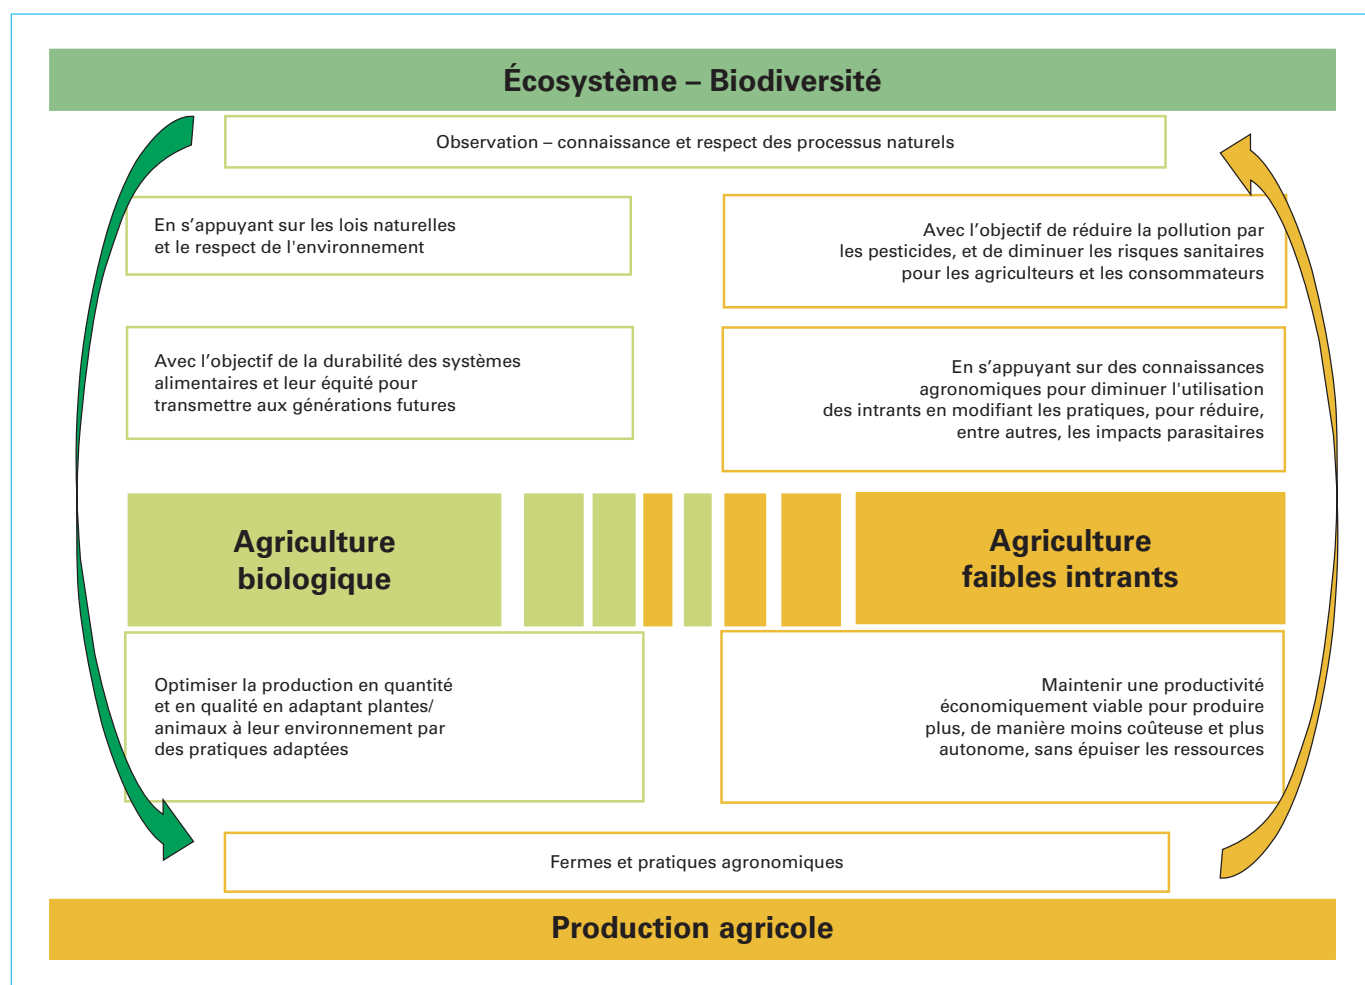 Écosystème – Biodiversité
Observation – connaissance et respect des processus naturels
En s’appuyant sur les lois naturelles
et le respect de l'environnement
Avec l’objectif de réduire la pollution par
les pesticides, et de diminuer les risques sanitaires
pour les agriculteurs et les consommateurs
Avec l’objectif de la durabilité des systèmes
alimentaires et leur équité pour
transmettre aux générations futures
En s’appuyant sur des connaissances
agronomiques pour diminuer l'utilisation
des intrants en modifiant les pratiques, pour réduire,
entre autres, les impacts parasitaires
Agriculture
biologique
Agriculture
faibles intrants
Optimiser la production en quantité
et en qualité en adaptant plantes/
animaux à leur environnement par
des pratiques adaptées
Maintenir une productivité
économiquement viable pour produire
plus, de manière moins coûteuse et plus
autonome, sans épuiser les ressources
Fermes et pratiques agronomiques
Production agricole